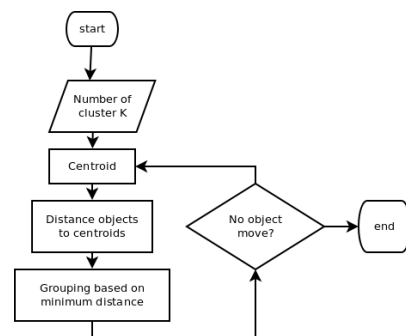 start
Number of
cluster K
Centroid
Distance objects
to centroids
Grouping based on
minimum distance
No object
move?
end